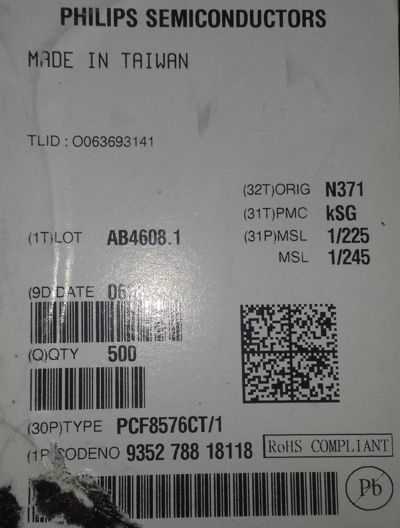 PHILIPS SEMICONDUCTORS
MADE IN TAIWAN
TLID : O063693141
(32T)ORIG N371
(31T)PMC kSG
(1T)LOT AB4608.1 (31P)MSL 1/225
MSL 1/245
(9D)DATE
(Q)QTY 500
(30P)TYPE PCF8576CT/1
(1P)CODENO 9352 788 18118 RoHS COMPLIANT
Pb